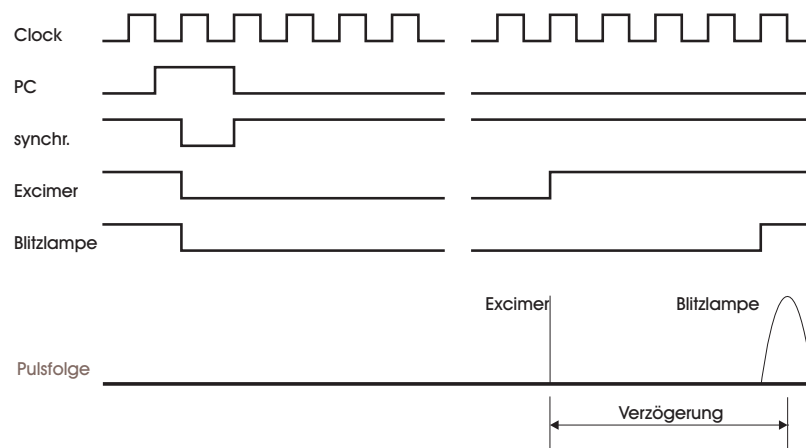 Clock
PC
synchr.
Excimer
Blitzlampe
Excimer Blitzlampe
Pulsfolge
Verzögerung